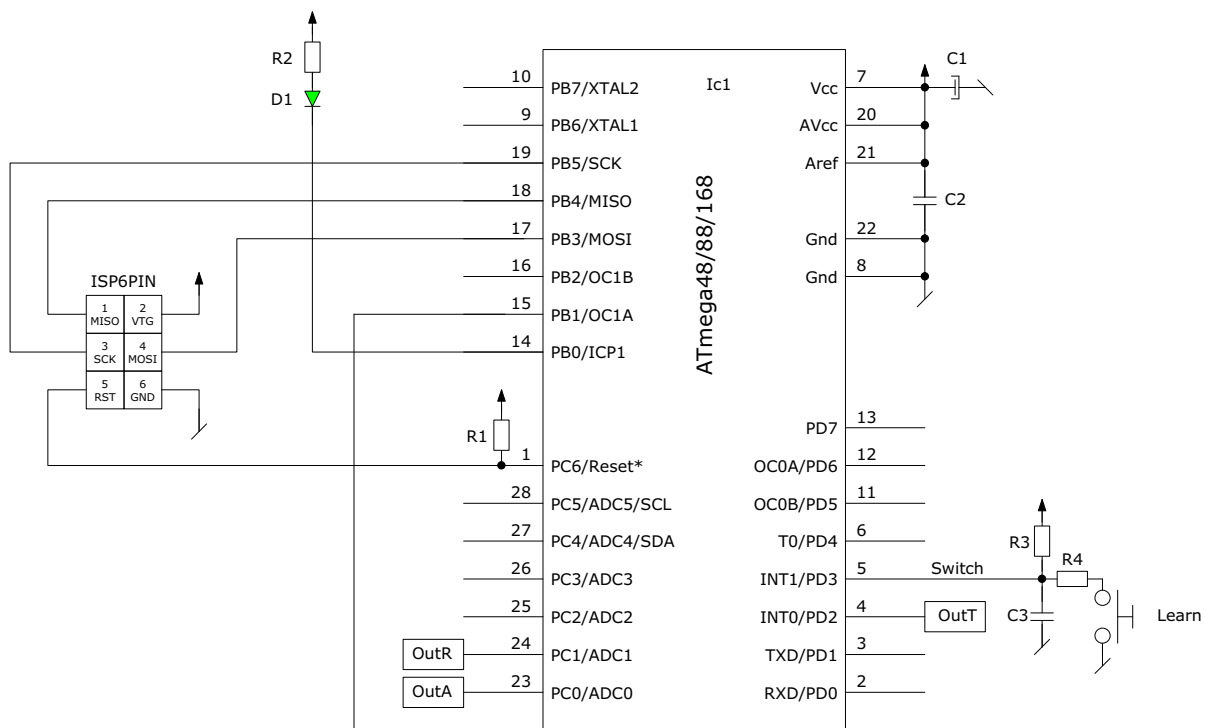 R2
D1
ISP6PIN
1
MISO
2
VTG
3
SCK
4
MOSI
5
RST
6
GND
R1
Ic1
ATmega48/88/168
10 PB7/XTAL2
9 PB6/XTAL1
19 PB5/SCK
18 PB4/MISO
17 PB3/MOSI
16 PB2/OC1B
15 PB1/OC1A
14 PB0/ICP1
1 PC6/Reset*
28 PC5/ADC5/SCL
27 PC4/ADC4/SDA
26 PC3/ADC3
25 PC2/ADC2
OutR 24 PC1/ADC1
OutA 23 PC0/ADC0
Vcc 7
AVcc 20
Aref 21
Gnd 22
Gnd 8
PD7 13
OC0A/PD6 12
OC0B/PD5 11
T0/PD4 6
INT1/PD3 5 Switch
INT0/PD2 4 OutT
TXD/PD1 3
RXD/PD0 2
C1
C2
R3
R4
C3
Learn